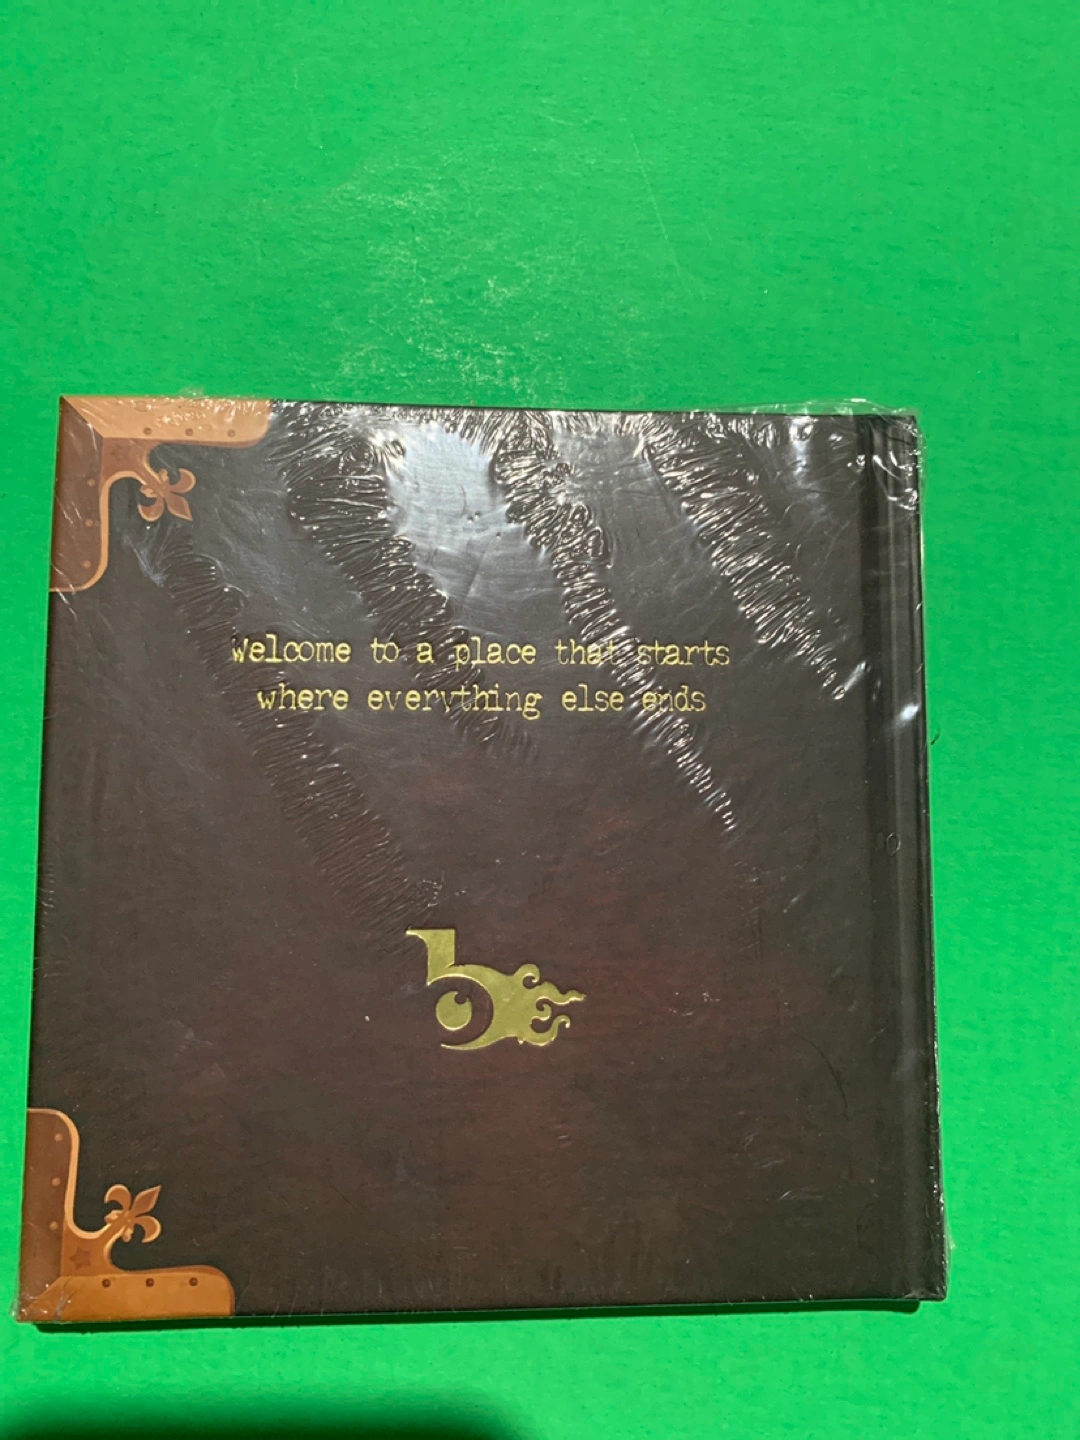 Welcome to a place that starts
where everything else ends
b